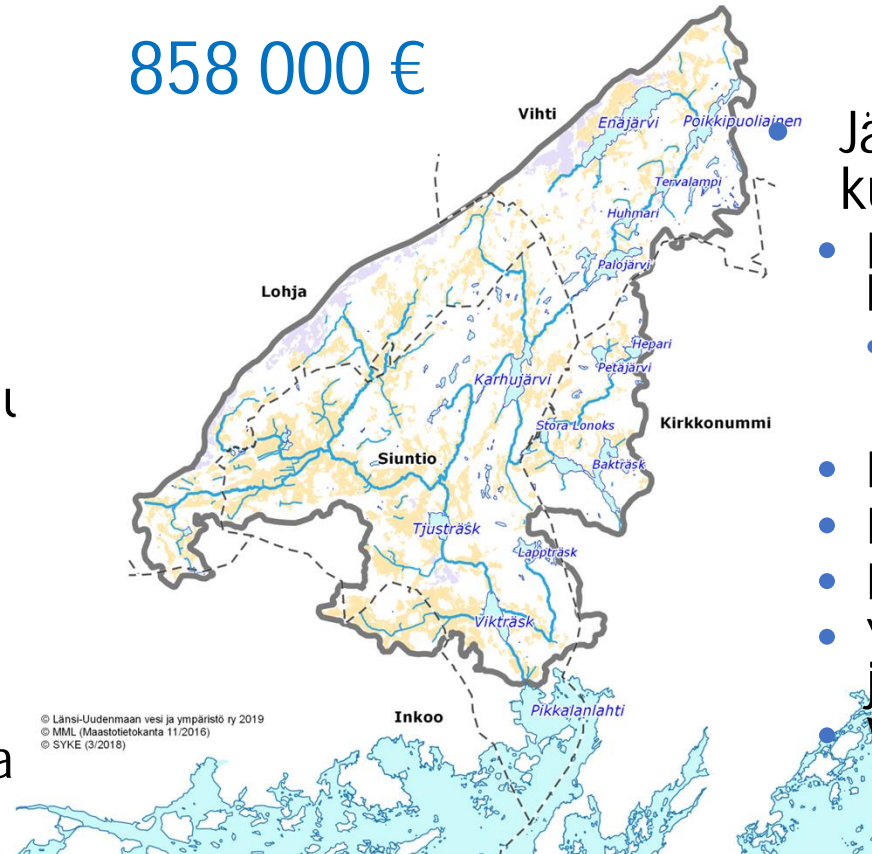 858 000 €
Vihti
Enäjärvi
Poikkipuoliainen
Tervalampi
Huhmari
Palojärvi
Lohja
Hepari
Petäjärvi
Karhujärvi
Stora Lonoks
Kirkkonummi
Siuntio
Bakträsk
Tjusträsk
Lappträsk
Vikträsk
Pikkalanlahti
Inkoo
© Länsi-Uudenmaan vesi ja ympäristö ry 2019
© MML (Maastotietokanta 11/2016)
© SYKE (3/2018)